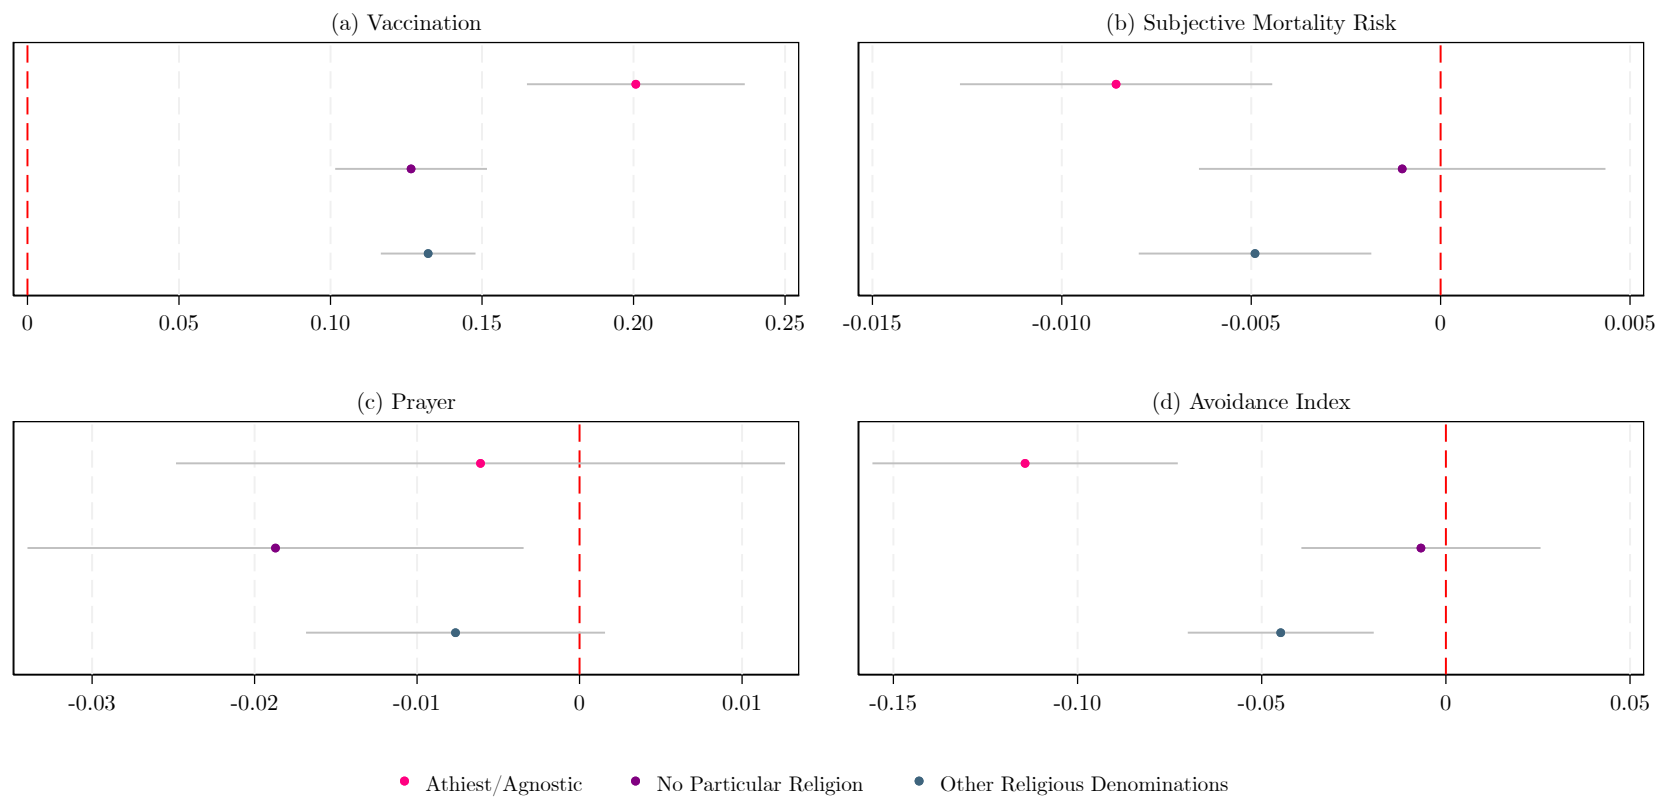 (a) Vaccination
0 0.05 0.10 0.15 0.20 0.25
(b) Subjective Mortality Risk
-0.015 -0.010 -0.005 0 0.005
(c) Prayer
-0.03 -0.02 -0.01 0 0.01
(d) Avoidance Index
-0.15 -0.10 -0.05 0 0.05
Athiest/Agnostic No Particular Religion Other Religious Denominations